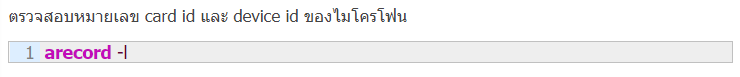 ตรวจสอบหมายเลข card id และ device id ของไมโครโฟน
1 arecord -l